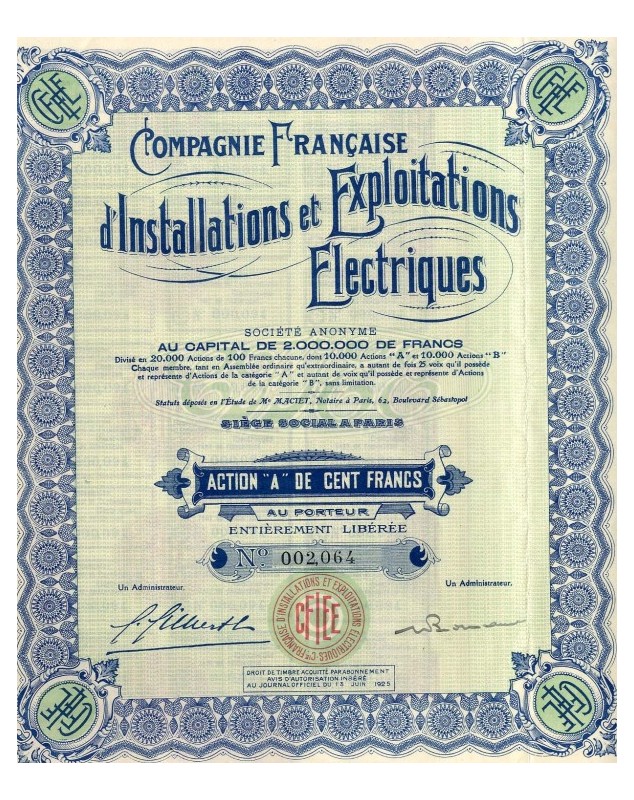 COMPAGNIE FRANÇAISE
d'Installations et Exploitations
Electriques
SOCIÉTÉ ANONYME
AU CAPITAL DE 2.000.000 DE FRANCS
Divisé en 20.000 Actions de 100 Francs chacune, dont 10.000 Actions "A" et 10.000 Actions "B"
Chaque membre, tans en Assemblée ordinaire qu'extraordinaire, a autant de fois 25 voix qu'il possède
et représente d'Actions de la catégorie "A" et autant de voix qu'il possède et représente d'Actions
de la catégorie "B", sans limitation.
Statuts déposés en l'Étude de Mᵉ MACIET, Notaire à Paris, 62, Boulevard Sébastopol
SIÈGE SOCIAL A PARIS
ACTION "A" DE CENT FRANCS
AU PORTEUR
ENTIÈREMENT LIBÉRÉE
Nº 002,064
Un Administrateur.
Un Administrateur.
Cⁱᵉ FRANÇAISE D'INSTALLATIONS ET EXPLOITATIONS ÉLECTRIQUES
CFIEE
DROIT DE TIMBRE ACQUITTÉ PAR ABONNEMENT
AVIS D'AUTORISATION INSÉRÉ
AU JOURNAL OFFICIEL DU 13 JUIN 1925